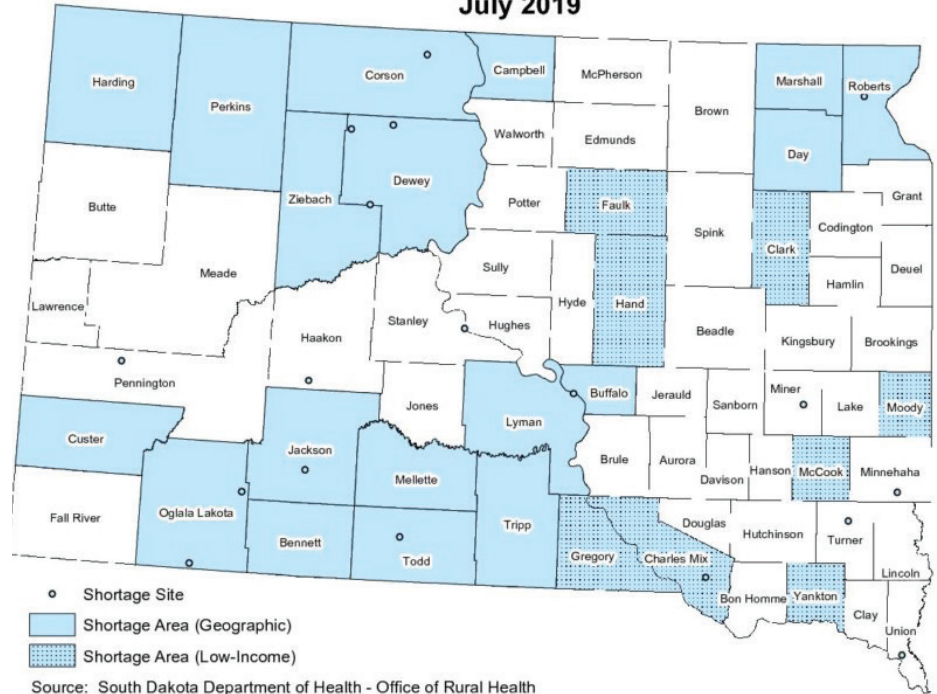 July 2019
Harding
Perkins
Corson
Campbell
McPherson
Brown
Marshall
Roberts
Walworth
Edmunds
Day
Dewey
Ziebach
Butte
Potter
Faulk
Grant
Codington
Spink
Clark
Meade
Sully
Hyde
Hand
Deuel
Hamlin
Lawrence
Stanley
Hughes
Haakon
Beadle
Kingsbury
Brookings
Pennington
Jones
Lyman
Buffalo
Jerauld
Sanborn
Miner
Lake
Moody
Custer
Jackson
Mellette
Brule
Aurora
Davison
Hanson
McCook
Minnehaha
Fall River
Oglala Lakota
Bennett
Todd
Tripp
Gregory
Charles Mix
Douglas
Hutchinson
Turner
Lincoln
Bon Homme
Yankton
Clay
Union
Shortage Site
Shortage Area (Geographic)
Shortage Area (Low-Income)
Source: South Dakota Department of Health - Office of Rural Health